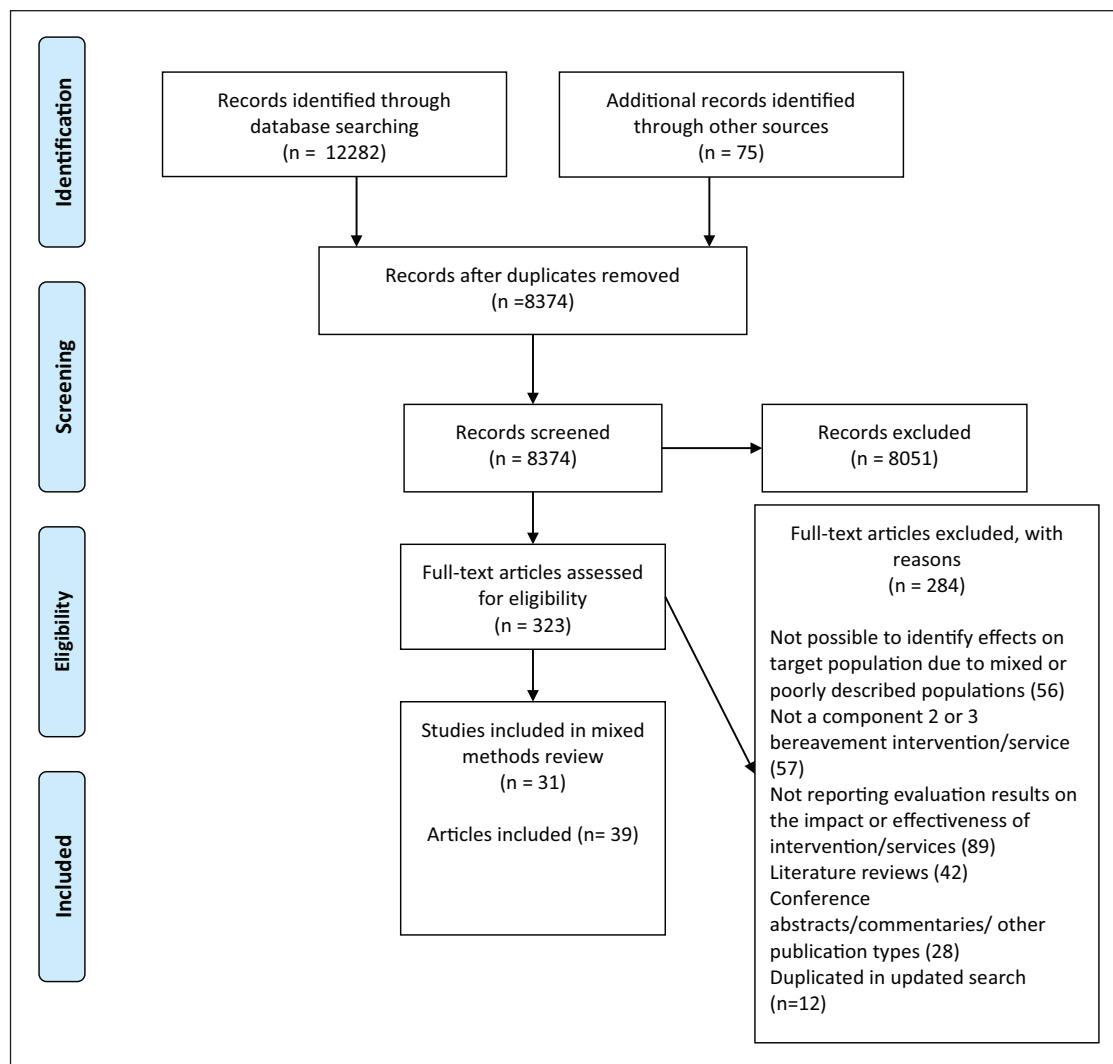 Identification
Records identified through
database searching
(n = 12282)
Additional records identified
through other sources
(n = 75)
Records after duplicates removed
(n =8374)
Screening
Records screened
(n = 8374)
Records excluded
(n = 8051)
Eligibility
Full-text articles assessed
for eligibility
(n = 323)
Full-text articles excluded, with
reasons
(n = 284)
Not possible to identify effects on
target population due to mixed or
poorly described populations (56)
Not a component 2 or 3
bereavement intervention/service
(57)
Not reporting evaluation results on
the impact or effectiveness of
intervention/services (89)
Literature reviews (42)
Conference
abstracts/commentaries/ other
publication types (28)
Duplicated in updated search
(n=12)
Included
Studies included in mixed
methods review
(n = 31)
Articles included (n= 39)